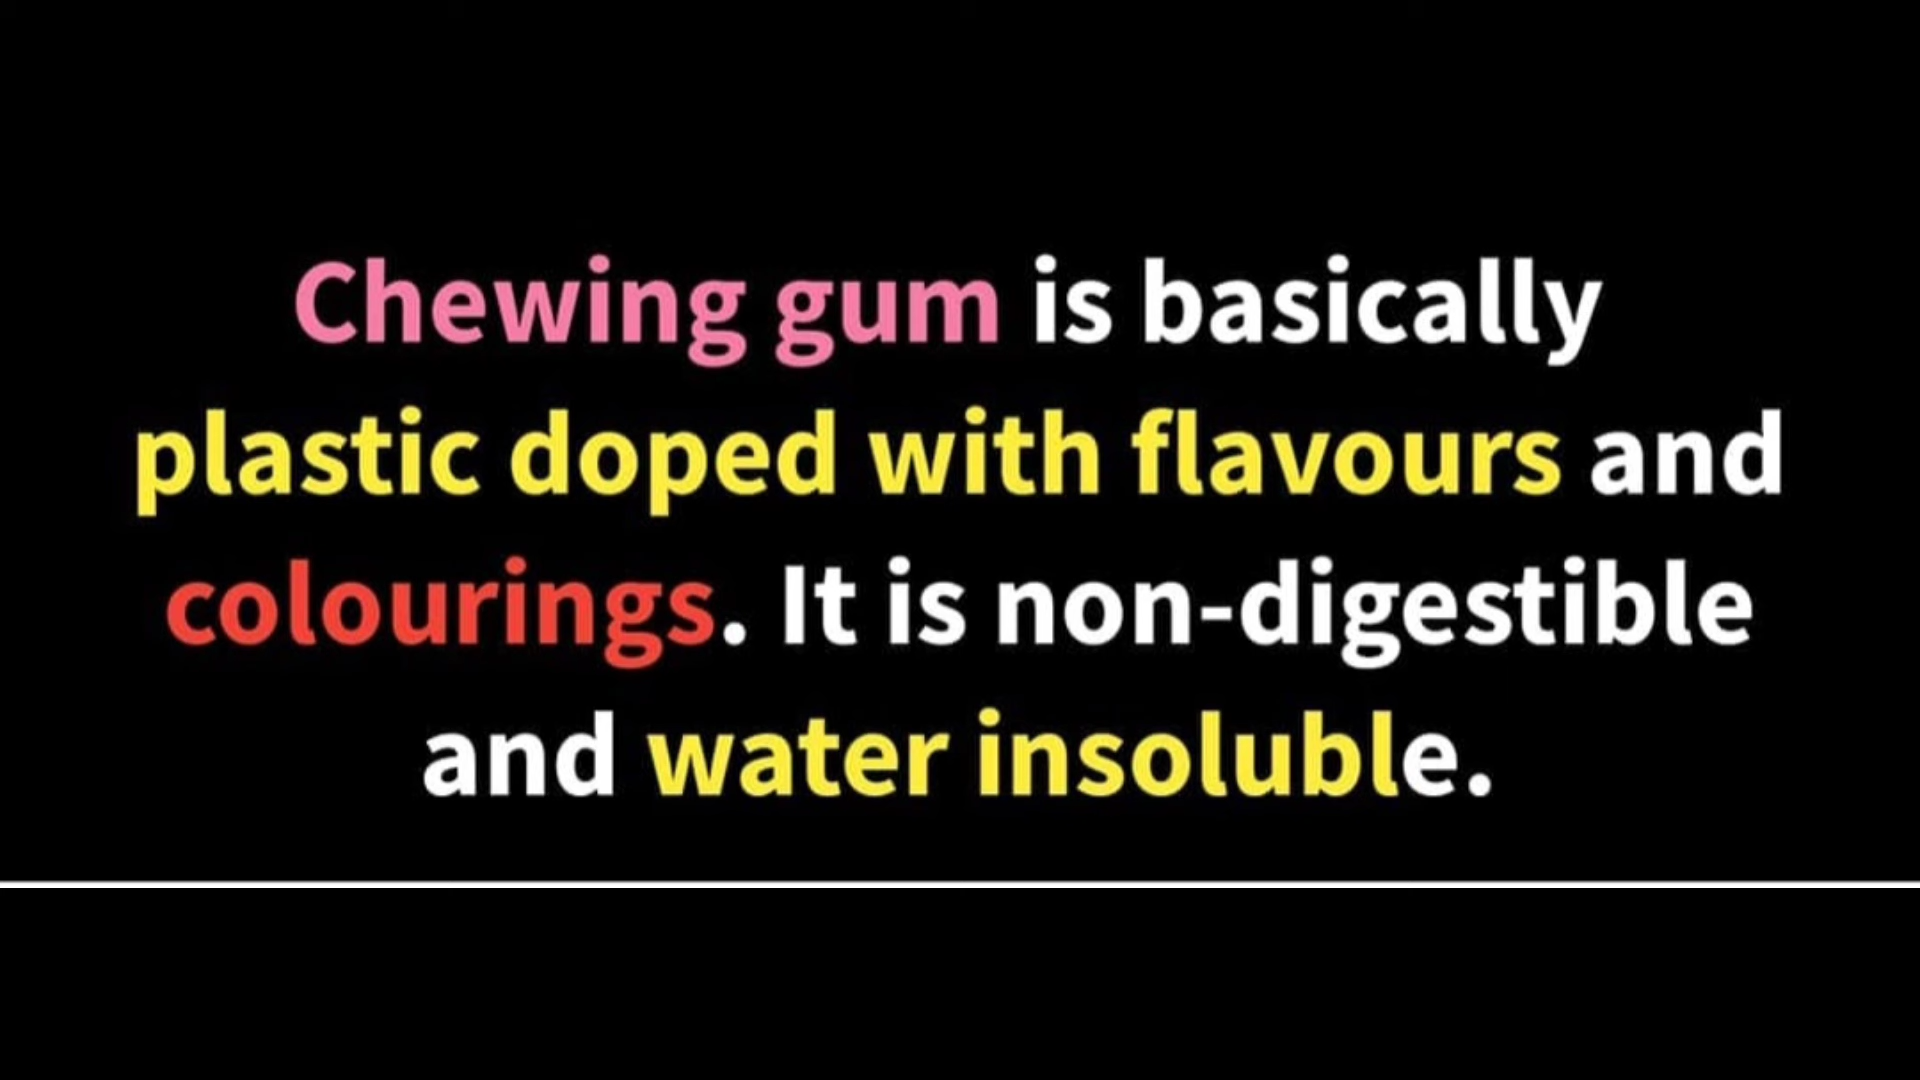 Chewing gum is basically
plastic doped with flavours and
colourings. It is non-digestible
and water insoluble.